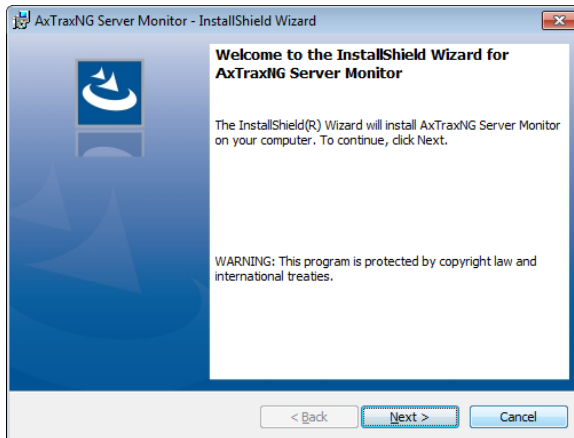 AxTraxNG Server Monitor - InstallShield Wizard
Welcome to the InstallShield Wizard for
AxTraxNG Server Monitor
The InstallShield(R) Wizard will install AxTraxNG Server Monitor
on your computer. To continue, click Next.
WARNING: This program is protected by copyright law and
international treaties.
< Back
Next >
Cancel